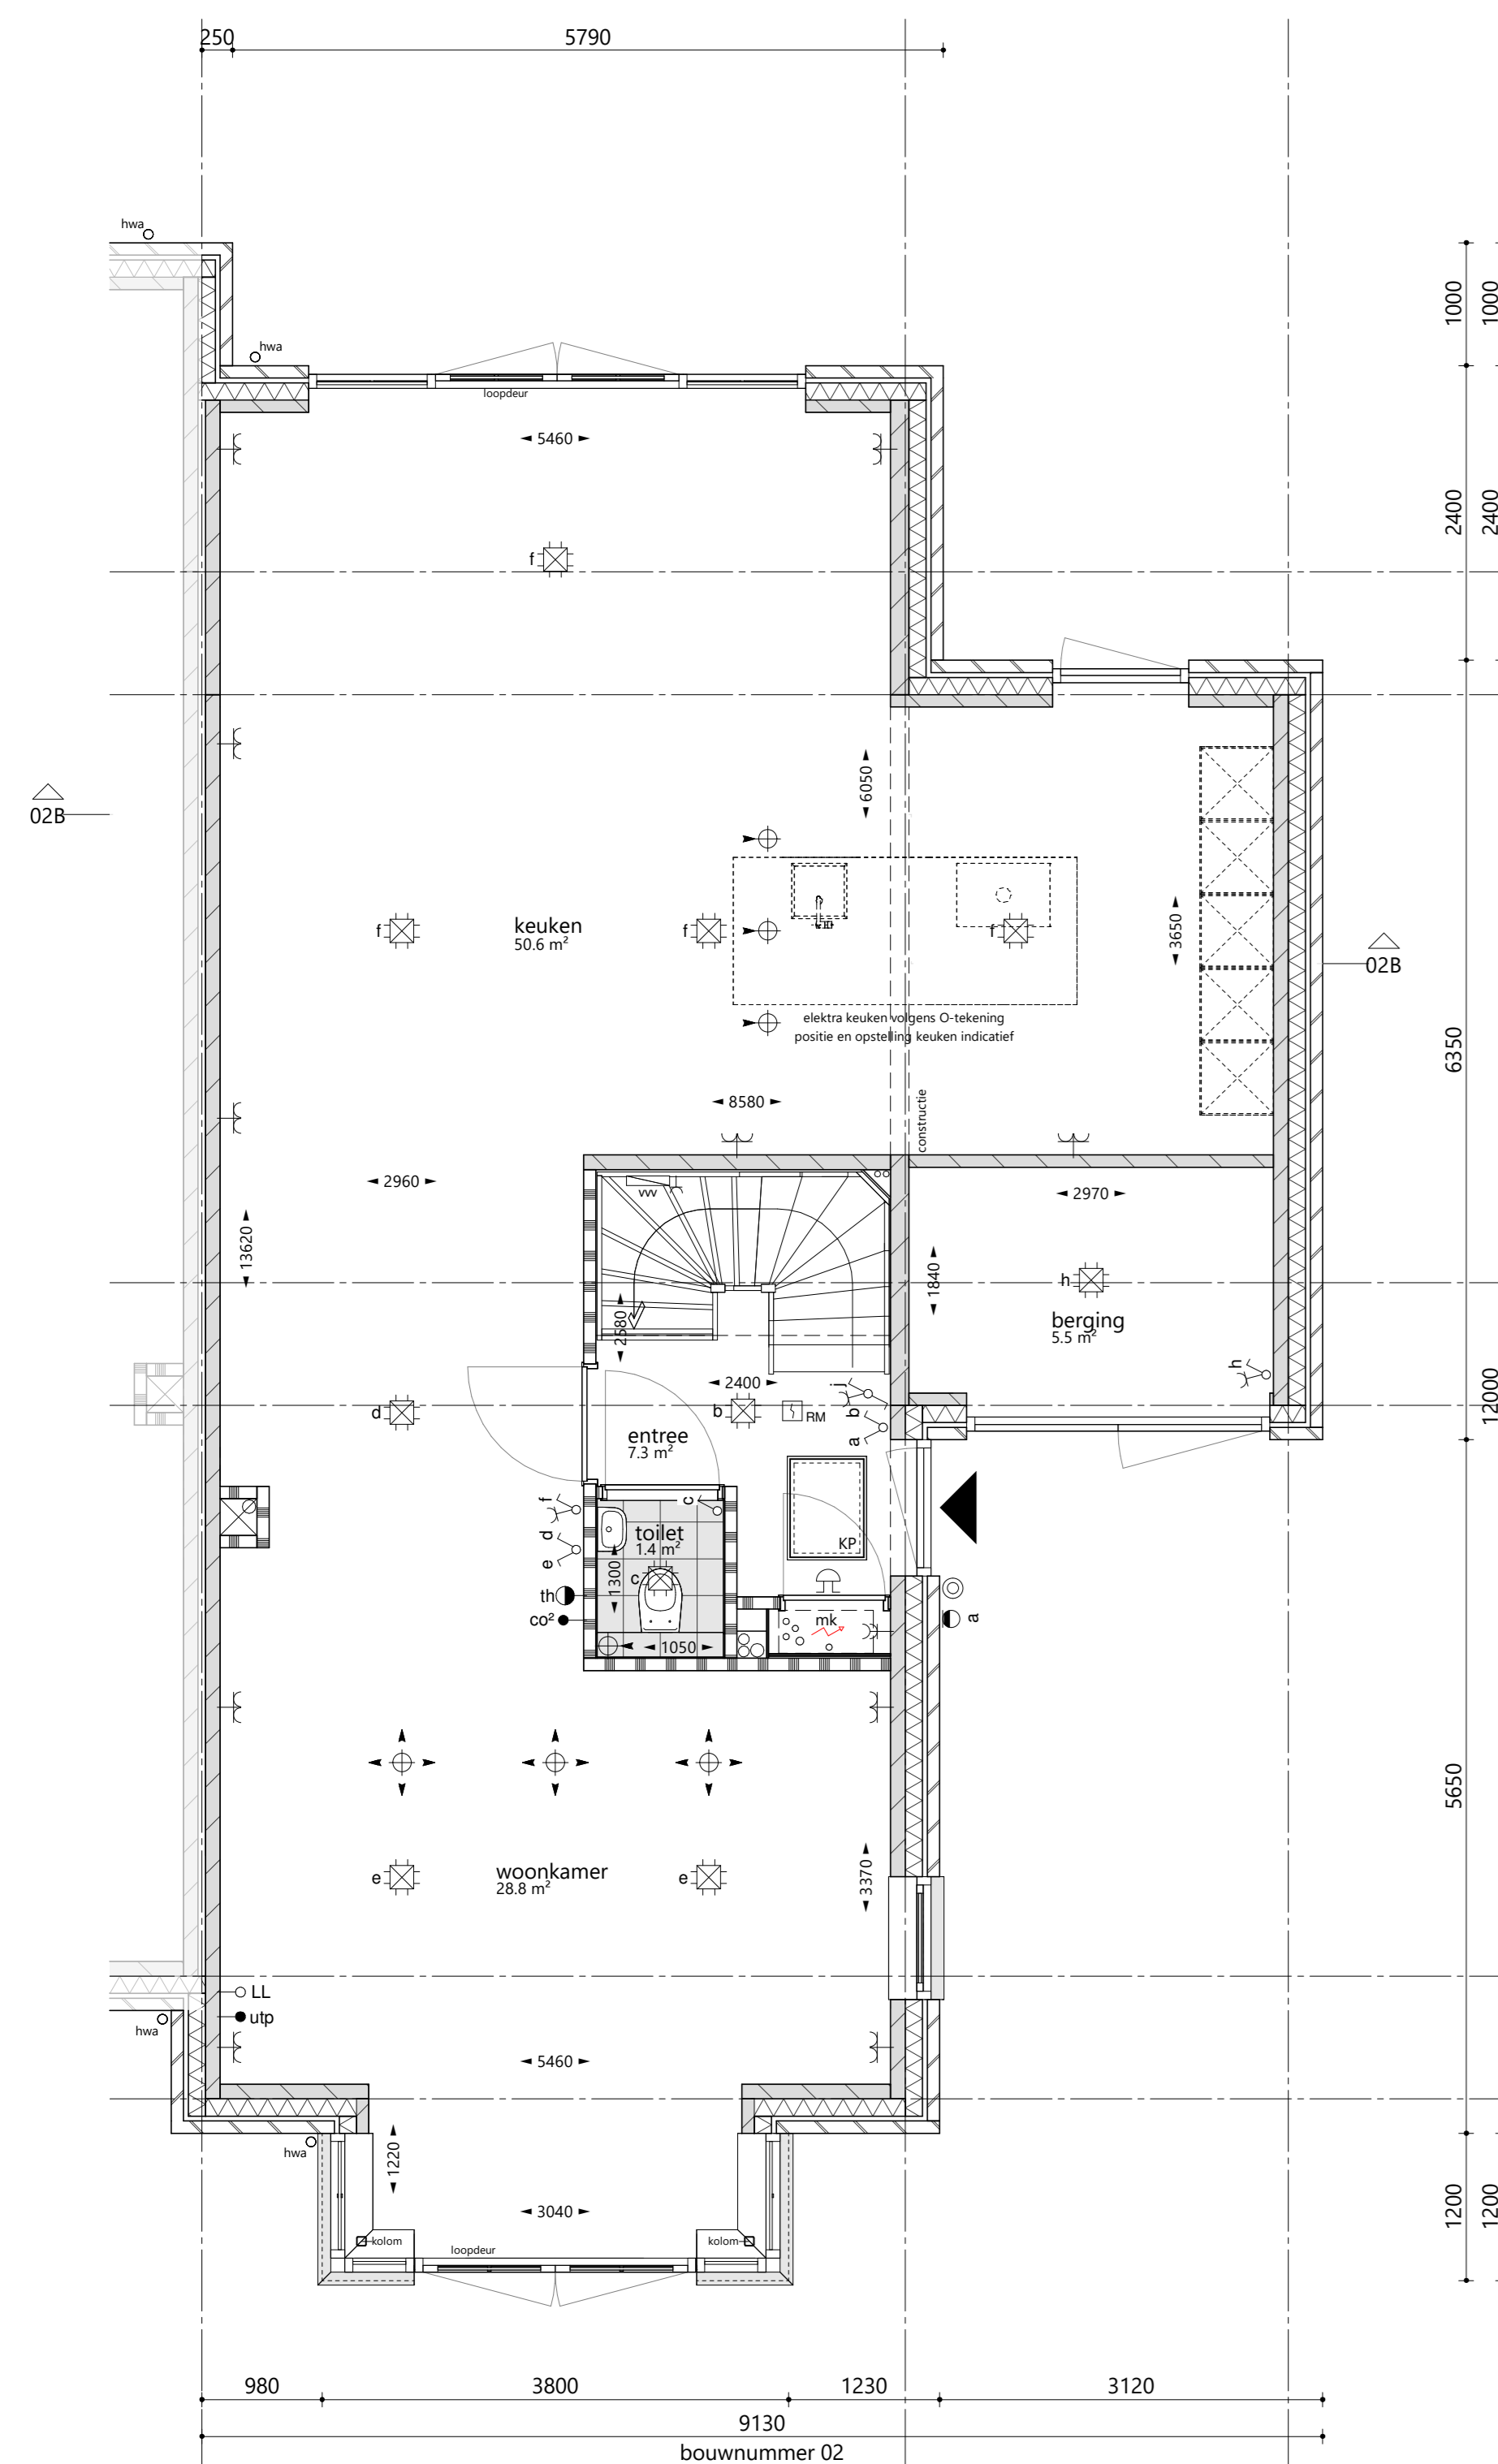 250
5790
hwa
hwa
loopdeur
1000
1000
5460
2400
2400
f
6050
02B
keuken
50.6 m²
f
f
f
3650
02B
elektra keuken volgens O-tekening
positie en opstelling keuken indicatief
6350
8580
constructie
2960
vvv
2970
13620
1840
h
2580
berging
5.5 m²
h
2400
j
b
12000
d
b
RM
a
entree
7.3 m²
f
c
d
toilet
1.4 m²
KP
e
c
1300
th
co²
mk
a
1050
5650
woonkamer
28.8 m²
e
e
3370
LL
utp
hwa
5460
hwa
1220
3040
1200
1200
kolom
kolom
loopdeur
980
3800
1230
3120
9130
bouwnummer 02